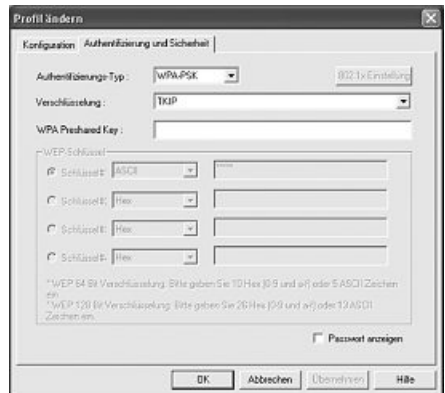 Profil ändern
Konfiguration Authentifizierung und Sicherheit
Authentifizierungs-Typ : WPA-PSK 802.1x Einstellung
Verschlüsselung : TKIP
WPA Preshared Key :
WEP-Schlüssel
Schlüssel#: ASCII *****
Schlüssel#: Hex
Schlüssel#: Hex
Schlüssel#: Hex
*WEP 64 Bit Verschlüsselung: Bitte geben Sie 10 Hex (0-9 und a-f) oder 5 ASCII Zeichen
ein
*WEP 128 Bit Verschlüsselung: Bitte geben Sie 26 Hex (0-9 und a-f) oder 13 ASCII
Zeichen ein.
Passwort anzeigen
OK Abbrechen Übernehmen Hilfe